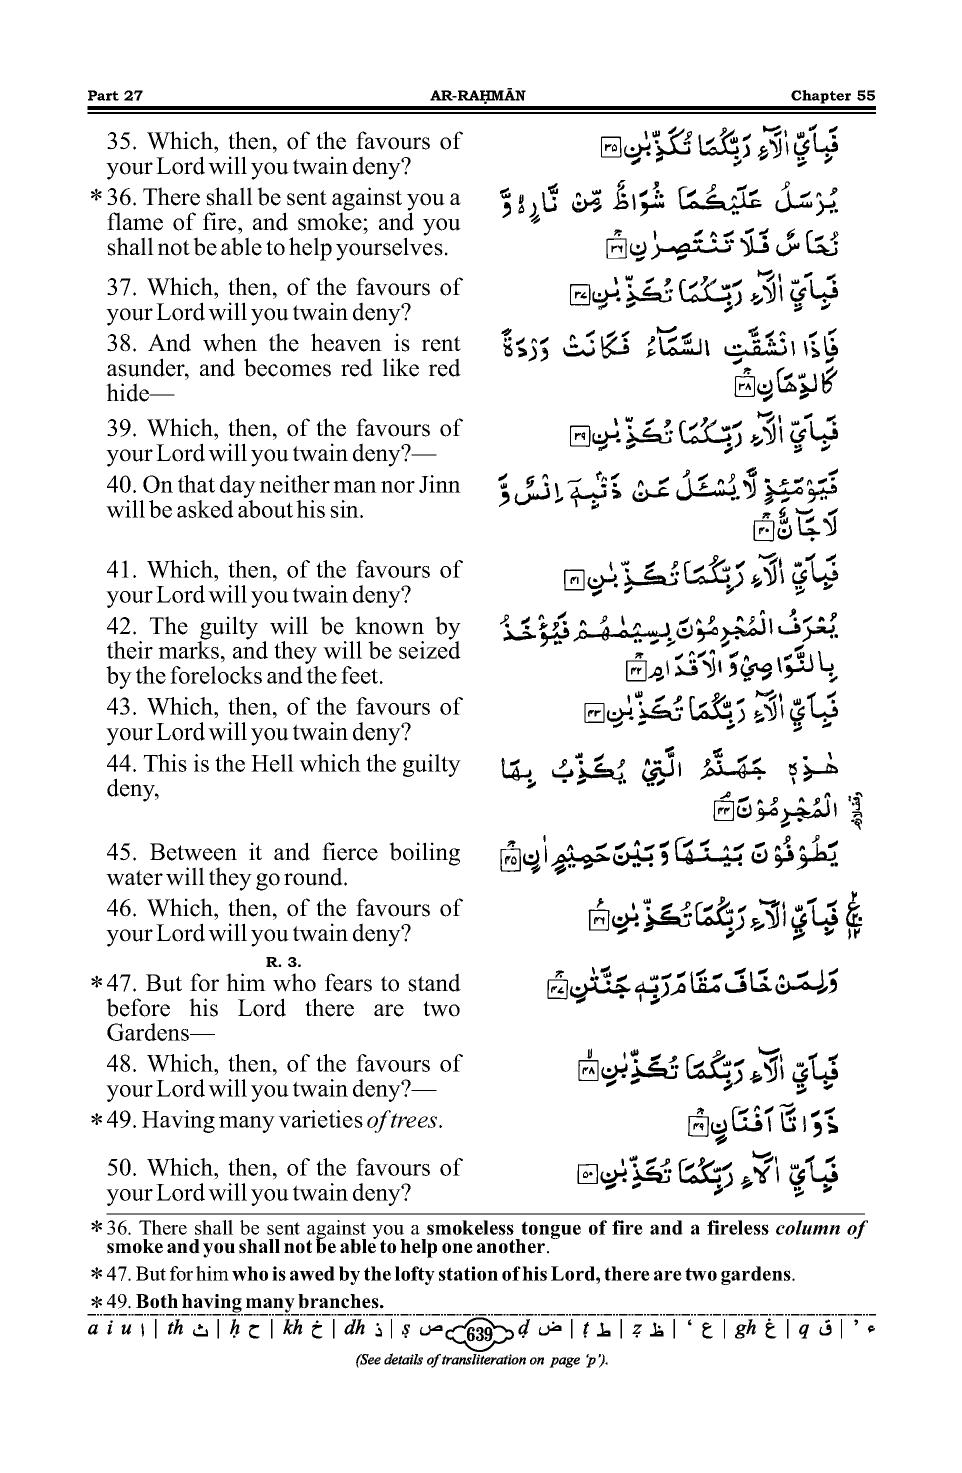 Part 27 AR-RAḤMĀN Chapter 55
35. Which, then, of the favours of
your Lord will you twain deny?
فَبِاَيِّ اٰلَآءِ رَبِّكُمَا تُكَذِّبٰنِ ﴿۳۵﴾
*36. There shall be sent against you a
flame of fire, and smoke; and you
shall not be able to help yourselves.
يُرْسَلُ عَلَيْكُمَا شُوَاظٌ مِّنْ نَّارٍ ۙ۬ وَّ
نُحَاسٌ فَلَا تَنْتَصِرٰنِ ﴿ۚ۳۶﴾
37. Which, then, of the favours of
your Lord will you twain deny?
فَبِاَيِّ اٰلَآءِ رَبِّكُمَا تُكَذِّبٰنِ ﴿۳۷﴾
38. And when the heaven is rent
asunder, and becomes red like red
hide—
فَاِذَا انْشَقَّتِ السَّمَآءُ فَكَانَتْ وَرْدَةً
كَالدِّهَانِ ﴿ۚ۳۸﴾
39. Which, then, of the favours of
your Lord will you twain deny?—
فَبِاَيِّ اٰلَآءِ رَبِّكُمَا تُكَذِّبٰنِ ﴿۳۹﴾
40. On that day neither man nor Jinn
will be asked about his sin.
فَيَوْمَئِذٍ لَّا يُسْـَٔلُ عَنْ ذَنْۢبِهٖۤ اِنْسٌ وَّ
لَا جَآنٌّ ﴿ۚ۴۰﴾
41. Which, then, of the favours of
your Lord will you twain deny?
فَبِاَيِّ اٰلَآءِ رَبِّكُمَا تُكَذِّبٰنِ ﴿۴۱﴾
42. The guilty will be known by
their marks, and they will be seized
by the forelocks and the feet.
يُعْرَفُ الْمُجْرِمُوْنَ بِسِيْمٰهُمْ فَيُؤْخَذُ
بِالنَّوَاصِيْ وَ الْاَقْدَامِ ﴿ۚ۴۲﴾
43. Which, then, of the favours of
your Lord will you twain deny?
فَبِاَيِّ اٰلَآءِ رَبِّكُمَا تُكَذِّبٰنِ ﴿۴۳﴾
44. This is the Hell which the guilty
deny,
هٰذِهٖ جَهَنَّمُ الَّتِيْ يُكَذِّبُ بِهَا
الْمُجْرِمُوْنَ ﴿ۘ۴۴﴾
وقف لازم
45. Between it and fierce boiling
water will they go round.
يَطُوْفُوْنَ بَيْنَهَا وَ بَيْنَ حَمِيْمٍ اٰنٍ ﴿ۚ۴۵﴾
46. Which, then, of the favours of
your Lord will you twain deny?
فَبِاَيِّ اٰلَآءِ رَبِّكُمَا تُكَذِّبٰنِ ﴿۴۶﴾
R. 3.
*47. But for him who fears to stand
before his Lord there are two
Gardens—
وَلِمَنْ خَافَ مَقَامَ رَبِّهٖ جَنَّتٰنِ ﴿ۚ۴۷﴾
48. Which, then, of the favours of
your Lord will you twain deny?—
فَبِاَيِّ اٰلَآءِ رَبِّكُمَا تُكَذِّبٰنِ ﴿ۙ۴۸﴾
*49. Having many varieties of trees.
ذَوَاتَاۤ اَفْنَانٍ ﴿ۚ۴۹﴾
50. Which, then, of the favours of
your Lord will you twain deny?
فَبِاَيِّ اٰلَآءِ رَبِّكُمَا تُكَذِّبٰنِ ﴿۵۰﴾
*36. There shall be sent against you a smokeless tongue of fire and a fireless column of
smoke and you shall not be able to help one another.
*47. But for him who is awed by the lofty station of his Lord, there are two gardens.
*49. Both having many branches.
a i u ا | th ث | ḥ ح | kh خ | dh ذ | ṣ ص 639 ḍ ض | ṭ ط | ẓ ظ | ‘ ع | gh غ | q ق | ’ ء
(See details of transliteration on page ‘p’).